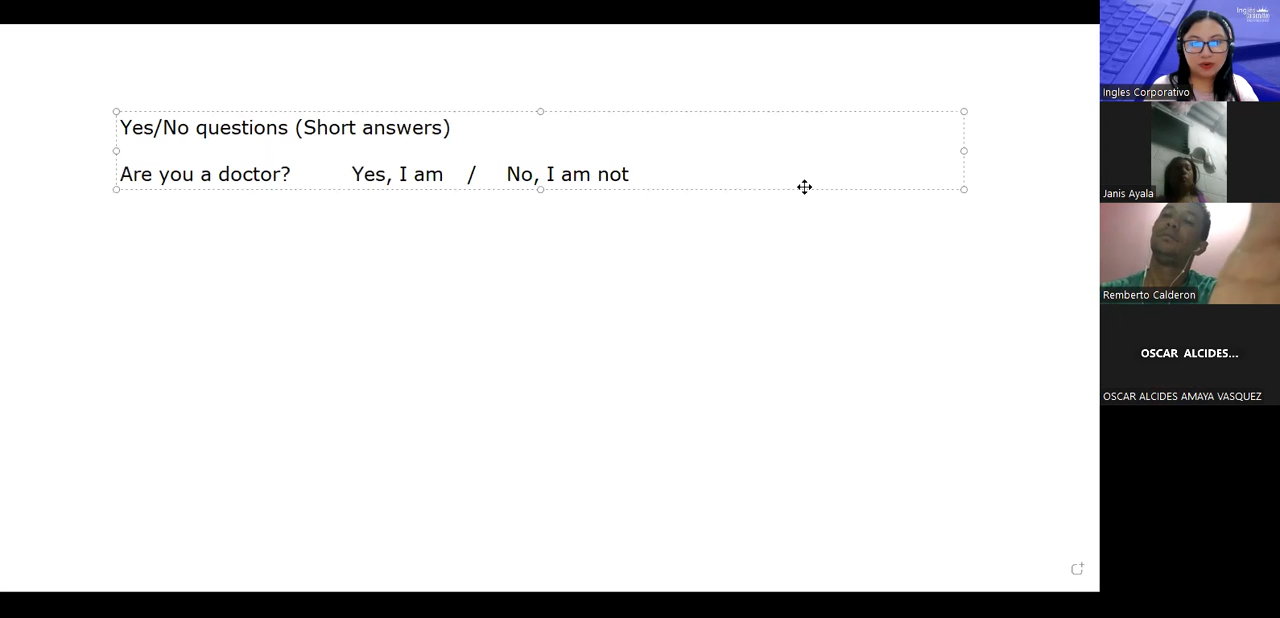 Yes/No questions (Short answers)
Are you a doctor? Yes, I am / No, I am not
Ingles Corporativo
Janis Ayala
Remberto Calderon
OSCAR ALCIDES...
OSCAR ALCIDES AMAYA VASQUEZ